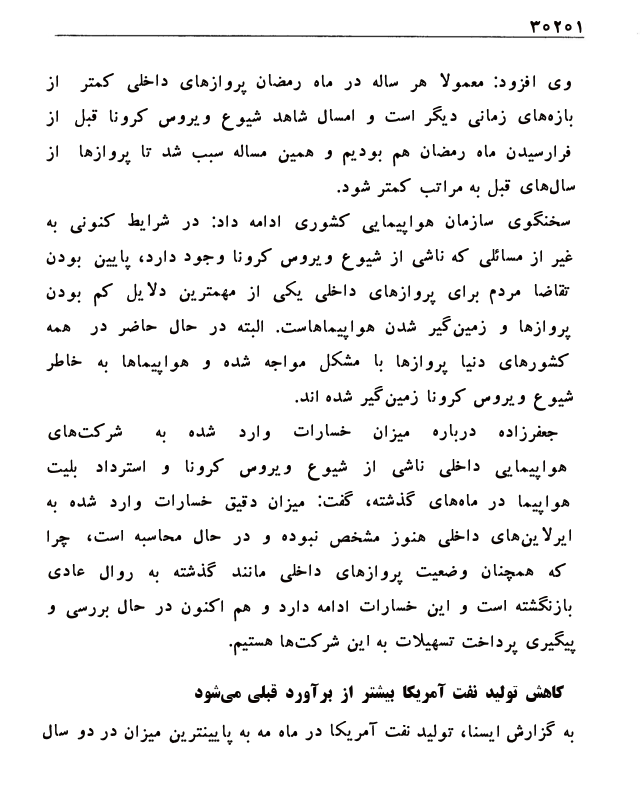 ۳۰۲۰۱
وی افزود: معمولا هر ساله در ماه رمضان پروازهای داخلی کمتر از
بازه‌های زمانی دیگر است و امسال شاهد شیوع ویروس کرونا قبل از
فرارسیدن ماه رمضان هم بودیم و همین مساله سبب شد تا پروازها از
سال‌های قبل به مراتب کمتر شود.
سخنگوی سازمان هواپیمایی کشوری ادامه داد: در شرایط کنونی به
غیر از مسائلی که ناشی از شیوع ویروس کرونا وجود دارد، پایین بودن
تقاضا مردم برای پروازهای داخلی یکی از مهمترین دلایل کم بودن
پروازها و زمین‌گیر شدن هواپیماهاست. البته در حال حاضر در همه
کشورهای دنیا پروازها با مشکل مواجه شده و هواپیماها به خاطر
شیوع ویروس کرونا زمین‌گیر شده اند.
جعفرزاده درباره میزان خسارات وارد شده به شرکت‌های
هواپیمایی داخلی ناشی از شیوع ویروس کرونا و استرداد بلیت
هواپیما در ماه‌های گذشته، گفت: میزان دقیق خسارات وارد شده به
ایرلاین‌های داخلی هنوز مشخص نبوده و در حال محاسبه است، چرا
که همچنان وضعیت پروازهای داخلی مانند گذشته به روال عادی
بازنگشته است و این خسارات ادامه دارد و هم اکنون در حال بررسی و
پیگیری پرداخت تسهیلات به این شرکت‌ها هستیم.
کاهش تولید نفت آمریکا بیشتر از برآورد قبلی می‌شود
به گزارش ایسنا، تولید نفت آمریکا در ماه مه به پایینترین میزان در دو سال